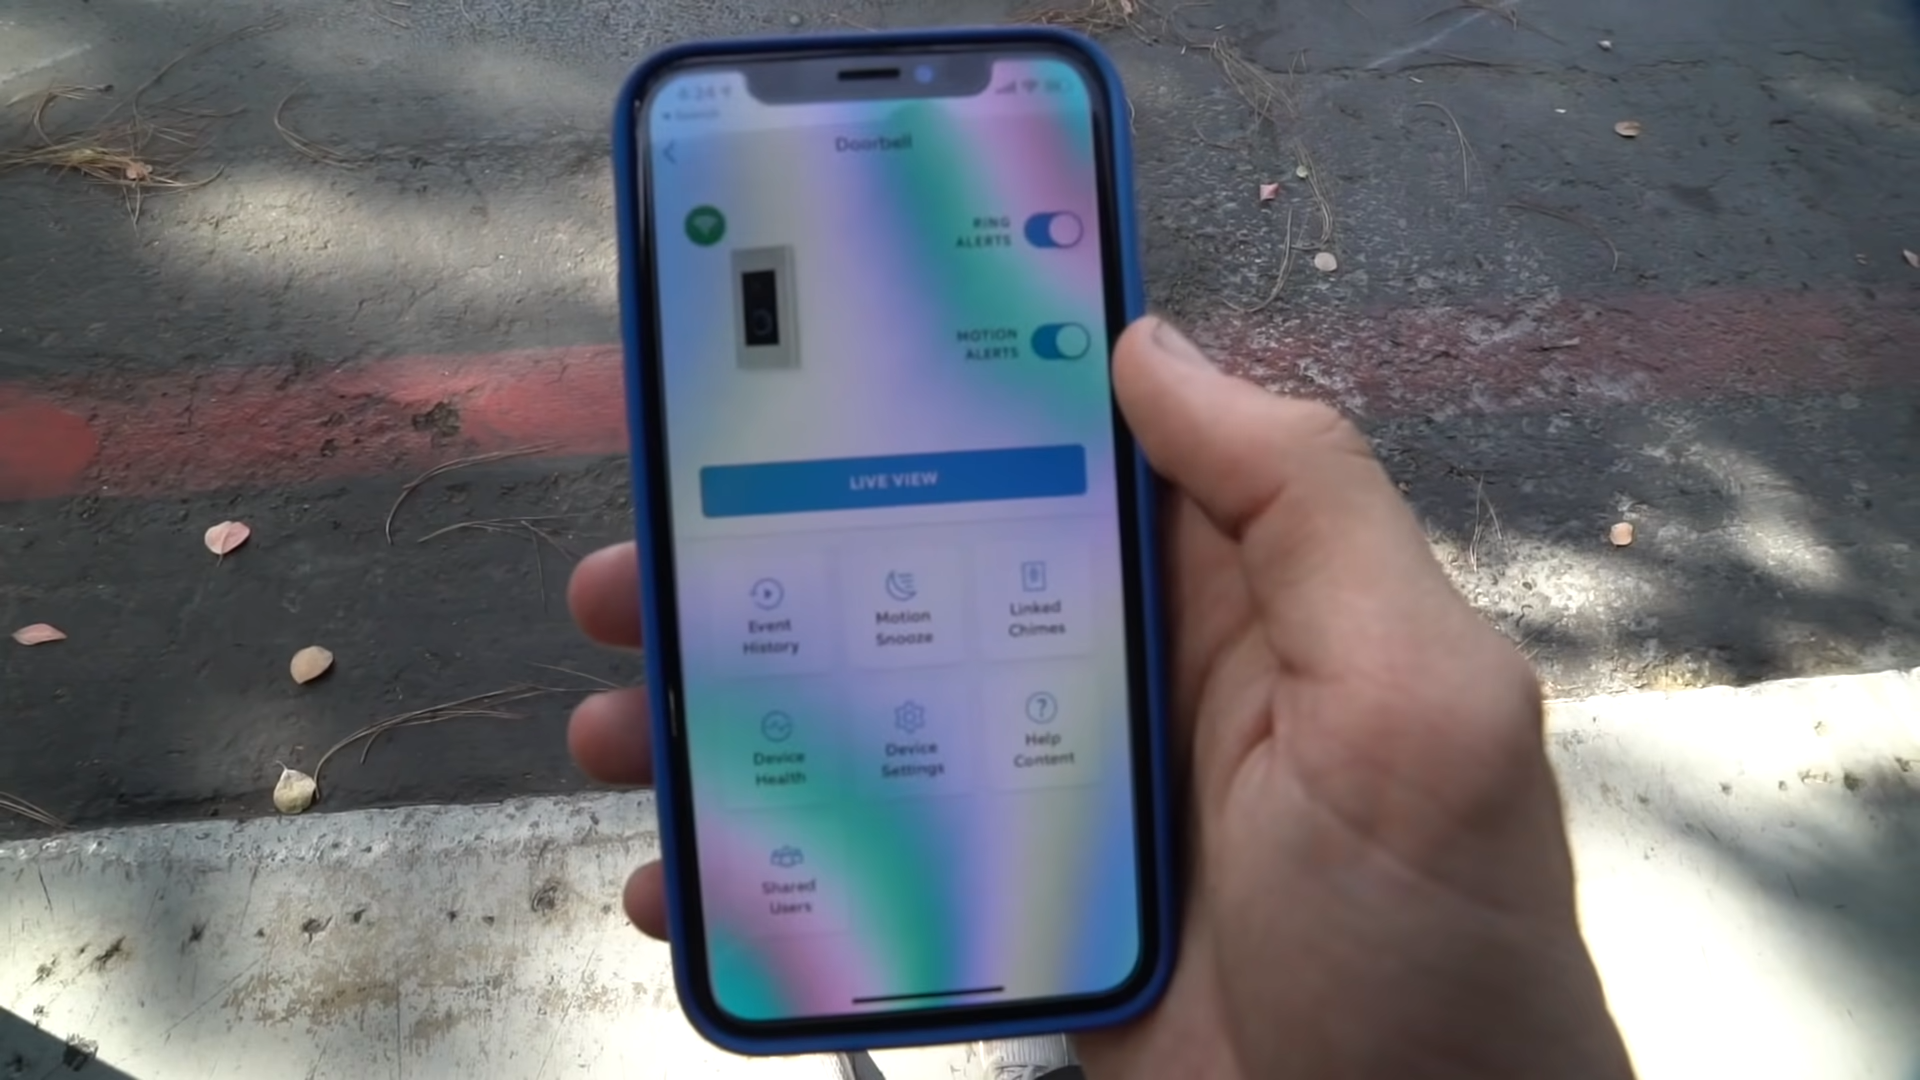 Doorbell
RING
ALERTS
MOTION
ALERTS
LIVE VIEW
Event
History
Motion
Snooze
Linked
Chimes
Device
Health
Device
Settings
Help
Content
Shared
Users